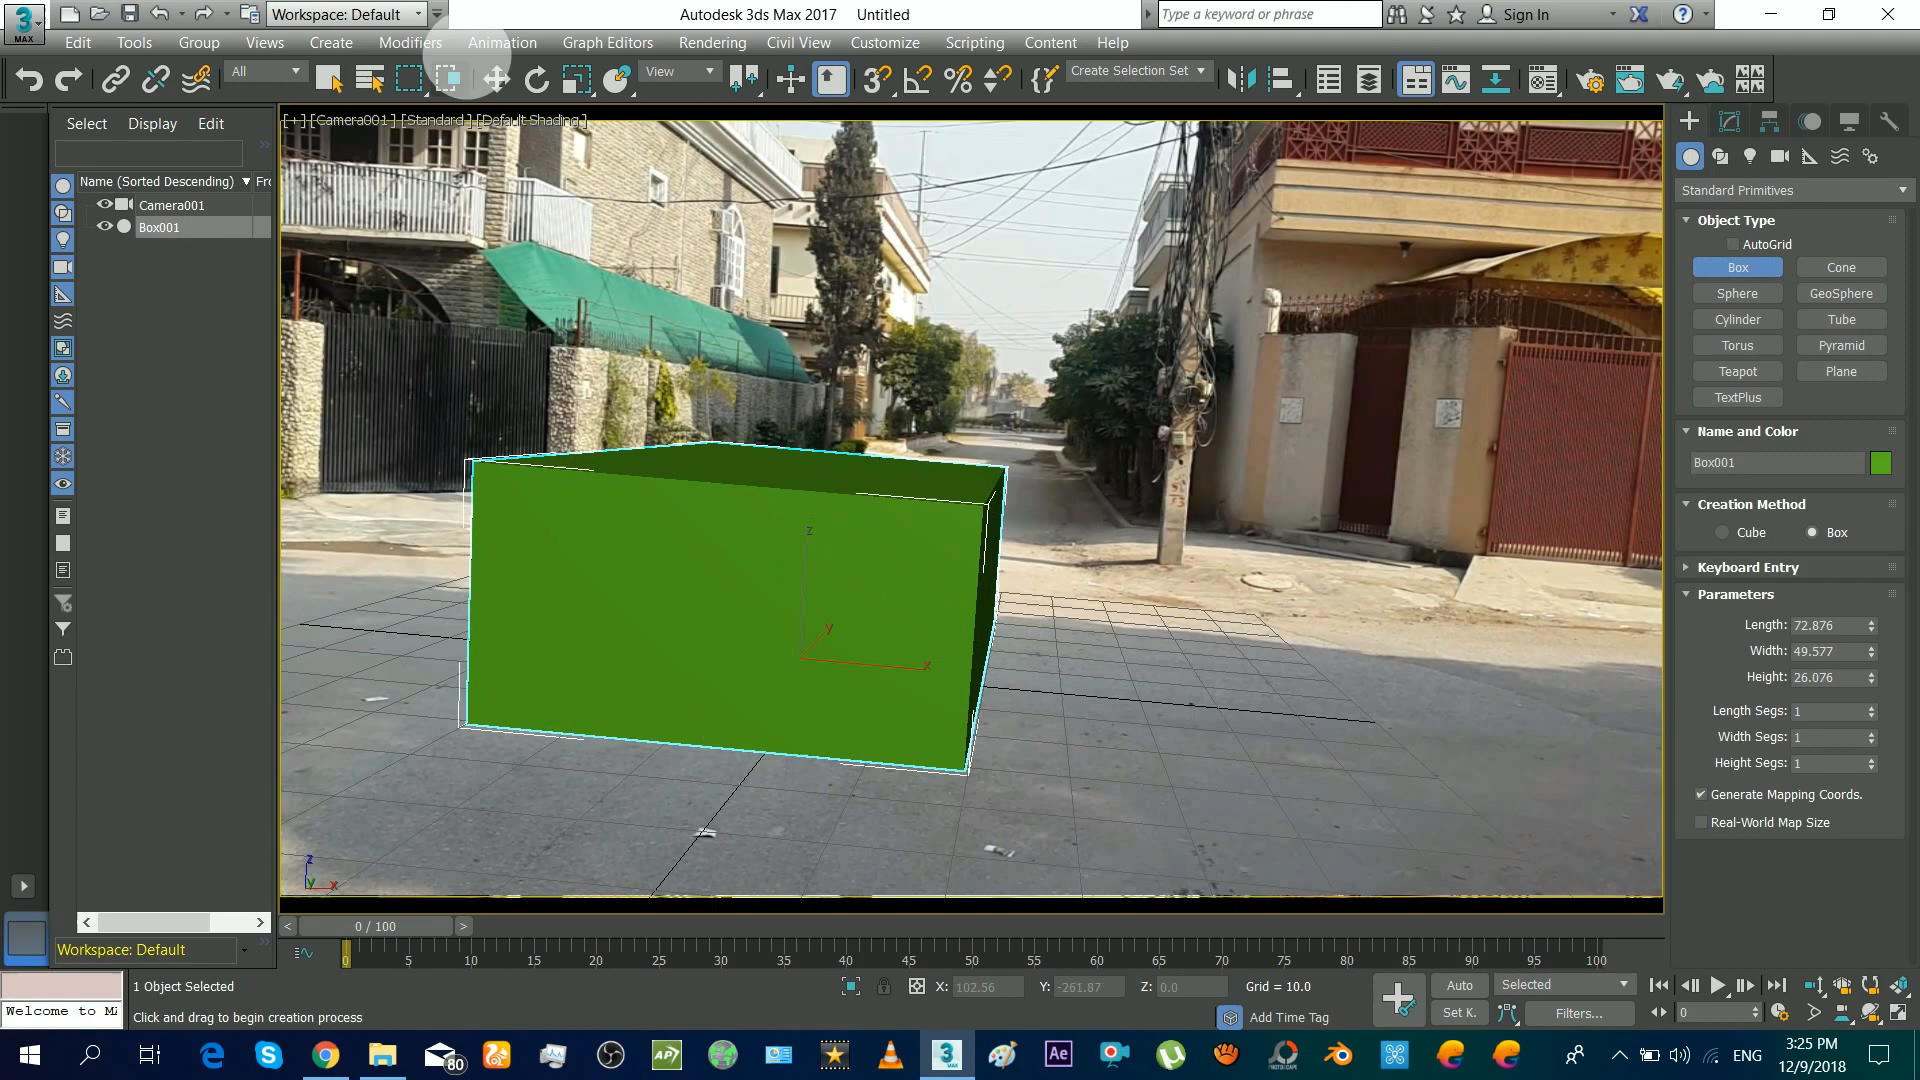 3
MAX
Workspace: Default
Autodesk 3ds Max 2017 Untitled
Type a keyword or phrase
Sign In
Edit Tools Group Views Create Modifiers Animation Graph Editors Rendering Civil View Customize Scripting Content Help
All
View
Create Selection Set
Select Display Edit
[+] [Camera001] [Standard] [Default Shading]
Name (Sorted Descending) Fr
Camera001
Box001
Standard Primitives
Object Type
AutoGrid
Box Cone
Sphere GeoSphere
Cylinder Tube
Torus Pyramid
Teapot Plane
TextPlus
Name and Color
Box001
Creation Method
Cube Box
Keyboard Entry
Parameters
Length: 72.876
Width: 49.577
Height: 26.076
Length Segs: 1
Width Segs: 1
Height Segs: 1
Generate Mapping Coords.
Real-World Map Size
z
y
x
z
y x
0 / 100
Workspace: Default
0 5 10 15 20 25 30 35 40 45 50 55 60 65 70 75 80 85 90 95 100
1 Object Selected
X: 102.56 Y: -261.87 Z: 0.0 Grid = 10.0
Auto Selected
Welcome to M
Click and drag to begin creation process
Add Time Tag
Set K. Filters...
0
80
AP
Ae
ENG
3:25 PM
12/9/2018